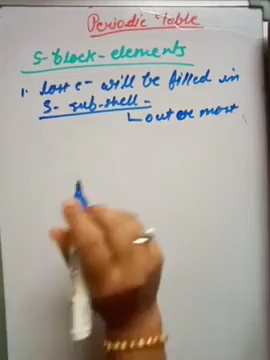 Periodic table
S-block-elements
1. last e- will be filled in
S-sub-shell-
outer most